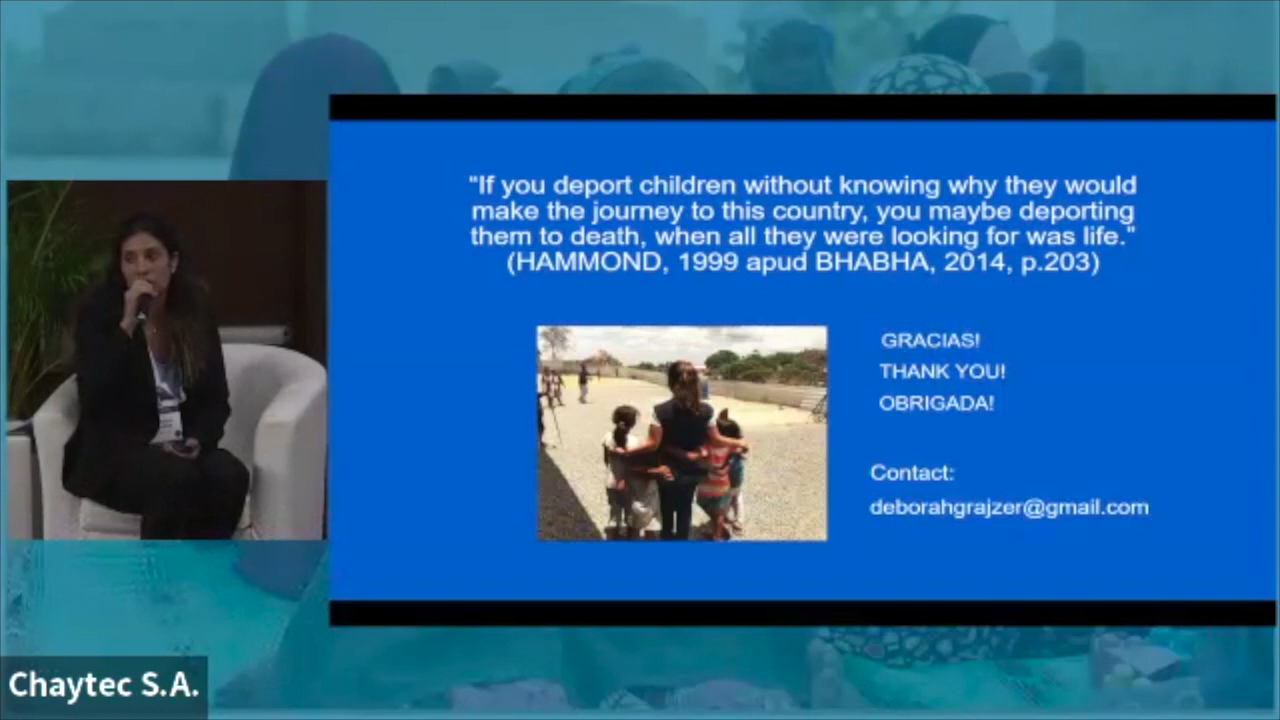 "If you deport children without knowing why they would
make the journey to this country, you maybe deporting
them to death, when all they were looking for was life."
(HAMMOND, 1999 apud BHABHA, 2014, p.203)
GRACIAS!
THANK YOU!
OBRIGADA!
Contact:
deborahgrajzer@gmail.com
Chaytec S.A.